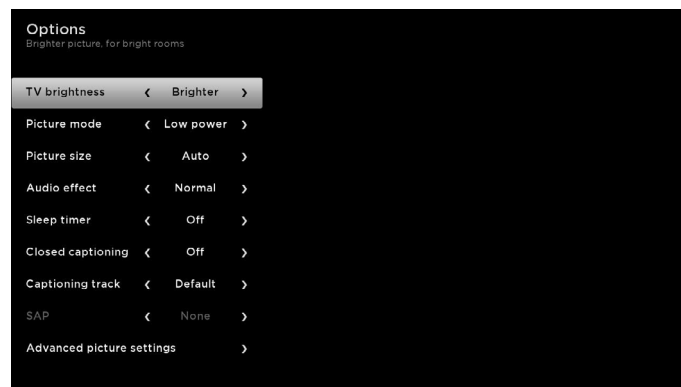 Options
Brighter picture, for bright rooms
TV brightness ‹ Brighter ›
Picture mode ‹ Low power ›
Picture size ‹ Auto ›
Audio effect ‹ Normal ›
Sleep timer ‹ Off ›
Closed captioning ‹ Off ›
Captioning track ‹ Default ›
SAP ‹ None ›
Advanced picture settings ›